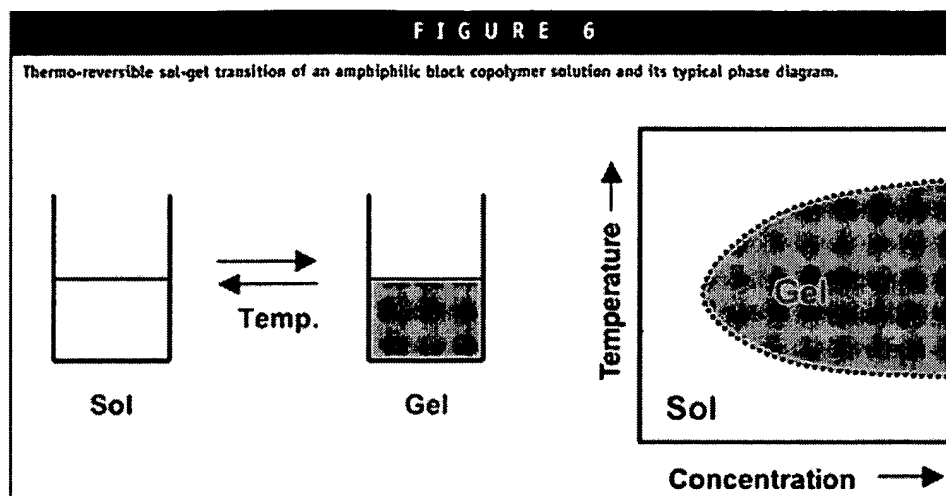 FIGURE 6
Thermo-reversible sol-gel transition of an amphiphilic block copolymer solution and its typical phase diagram.
Temp.
Sol
Gel
Temperature
Gel
Sol
Concentration